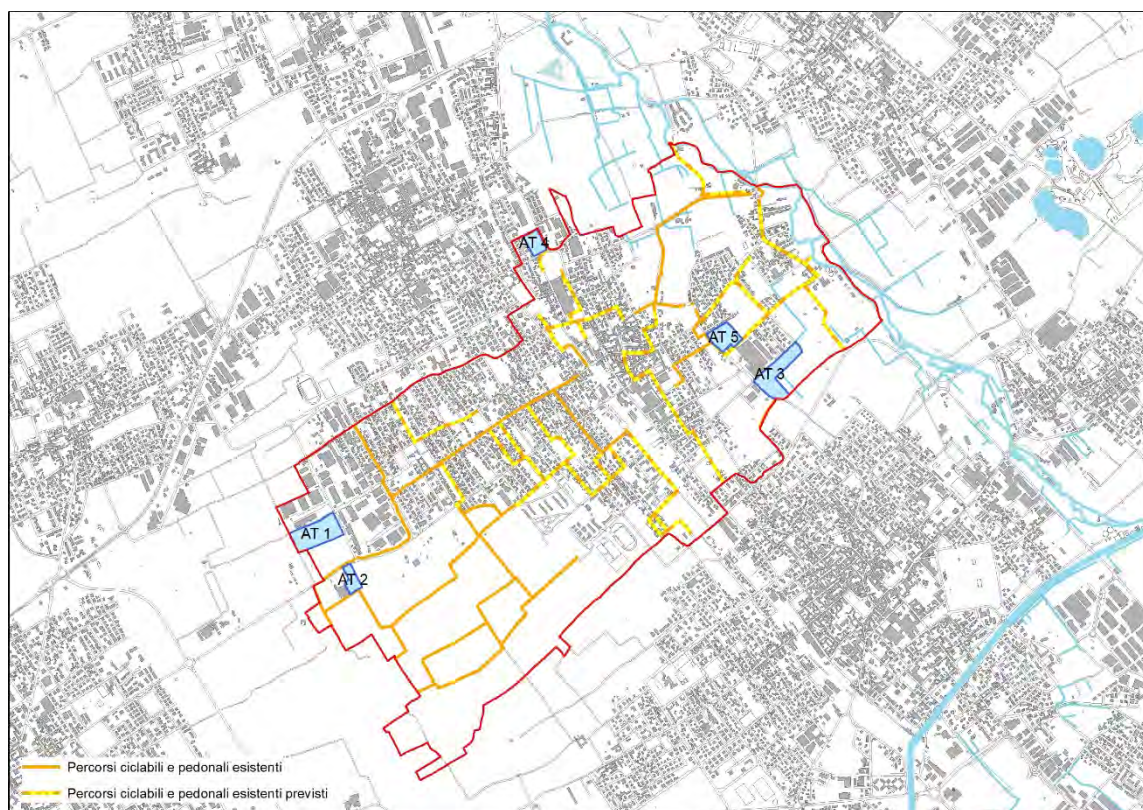 AT 4
AT 5
AT 3
AT 1
AT 2
Percorsi ciclabili e pedonali esistenti
Percorsi ciclabili e pedonali esistenti previsti